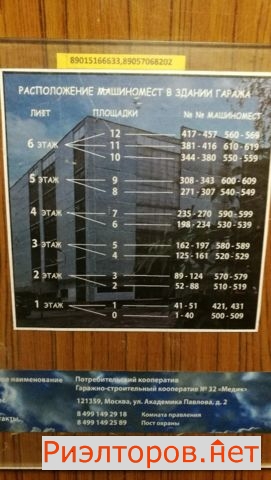 89015166633,89057068202
РАСПОЛОЖЕНИЕ МАШИНОМЕСТ В ЗДАНИИ ГАРАЖА
ЛИФТ ПЛОЩАДКИ № № МАШИНОМЕСТ
12 417 - 457 560 - 569
6 ЭТАЖ 11 381 - 416 610 - 619
10 344 - 380 550 - 559
5 ЭТАЖ 9 308 - 343 600 - 609
8 271 - 307 540 - 549
4 ЭТАЖ 7 235 - 270 590 - 599
6 198 - 234 530 - 539
3 ЭТАЖ 5 162 - 197 580 - 589
4 125 - 161 520 - 529
2 ЭТАЖ 3 89 - 124 570 - 579
2 52 - 88 510 - 519
1 ЭТАЖ 1 41 - 51 421, 431
0 1 - 40 500 - 509
наименование Потребительский кооператив
Гаражно-строительный кооператив № 32 «Медик»
121359, Москва, ул. Академика Павлова, д. 2
8 499 149 29 18 Комната правления
8 499 149 25 89 Пост охраны
Риэлторов.Нет